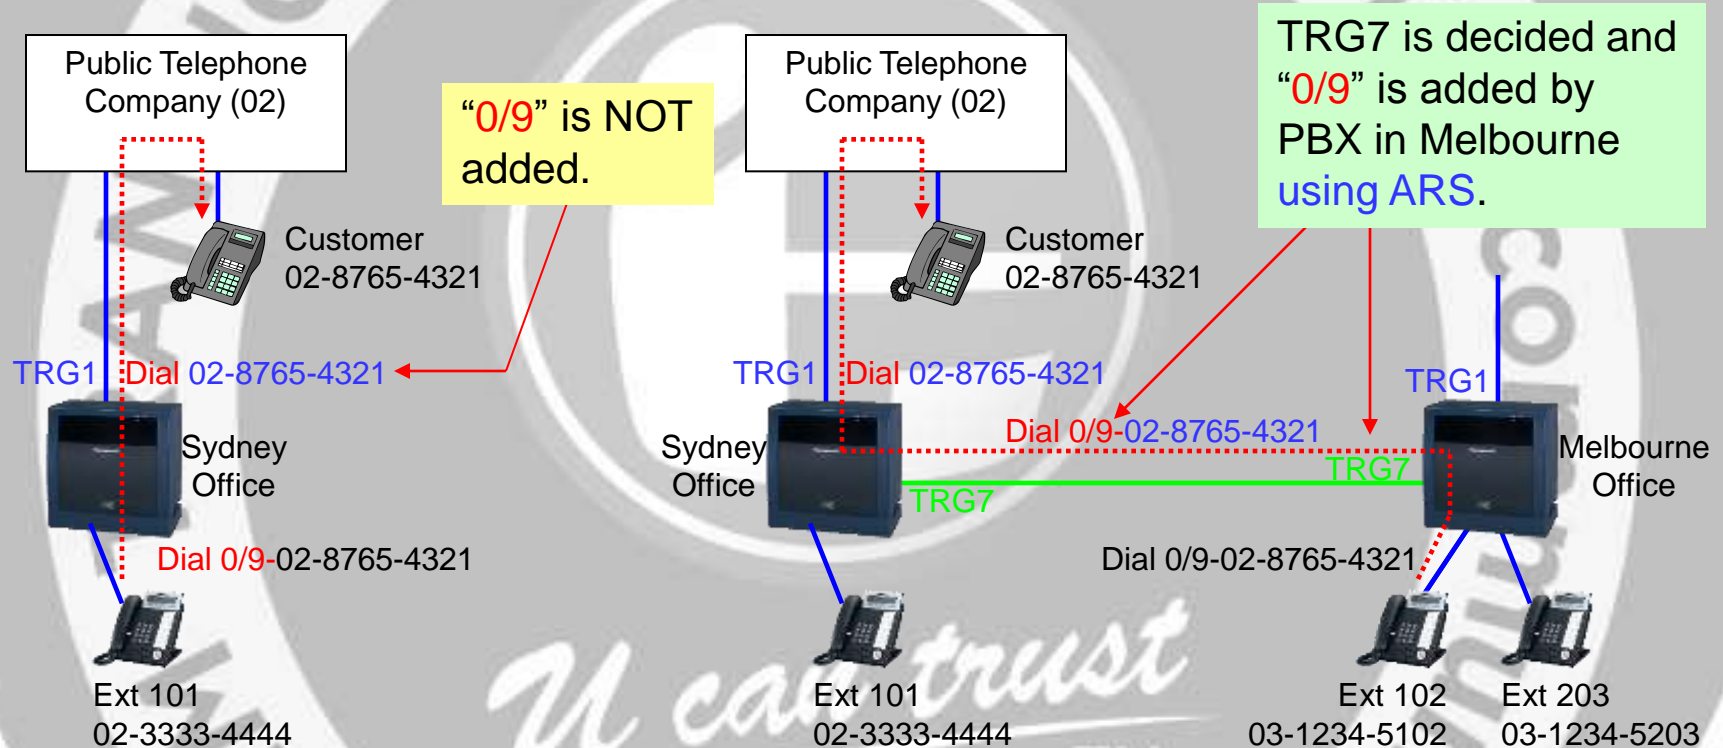 Public Telephone
Company (02)
“0/9” is NOT
added.
Customer
02-8765-4321
TRG1
Dial 02-8765-4321
Sydney
Office
Dial 0/9-02-8765-4321
Ext 101
02-3333-4444
Public Telephone
Company (02)
TRG7 is decided and
“0/9” is added by
PBX in Melbourne
using ARS.
Customer
02-8765-4321
TRG1
Dial 02-8765-4321
TRG1
Dial 0/9-02-8765-4321
Sydney
Office
TRG7
TRG7
Melbourne
Office
Dial 0/9-02-8765-4321
Ext 101
02-3333-4444
Ext 102
03-1234-5102
Ext 203
03-1234-5203
U can trust